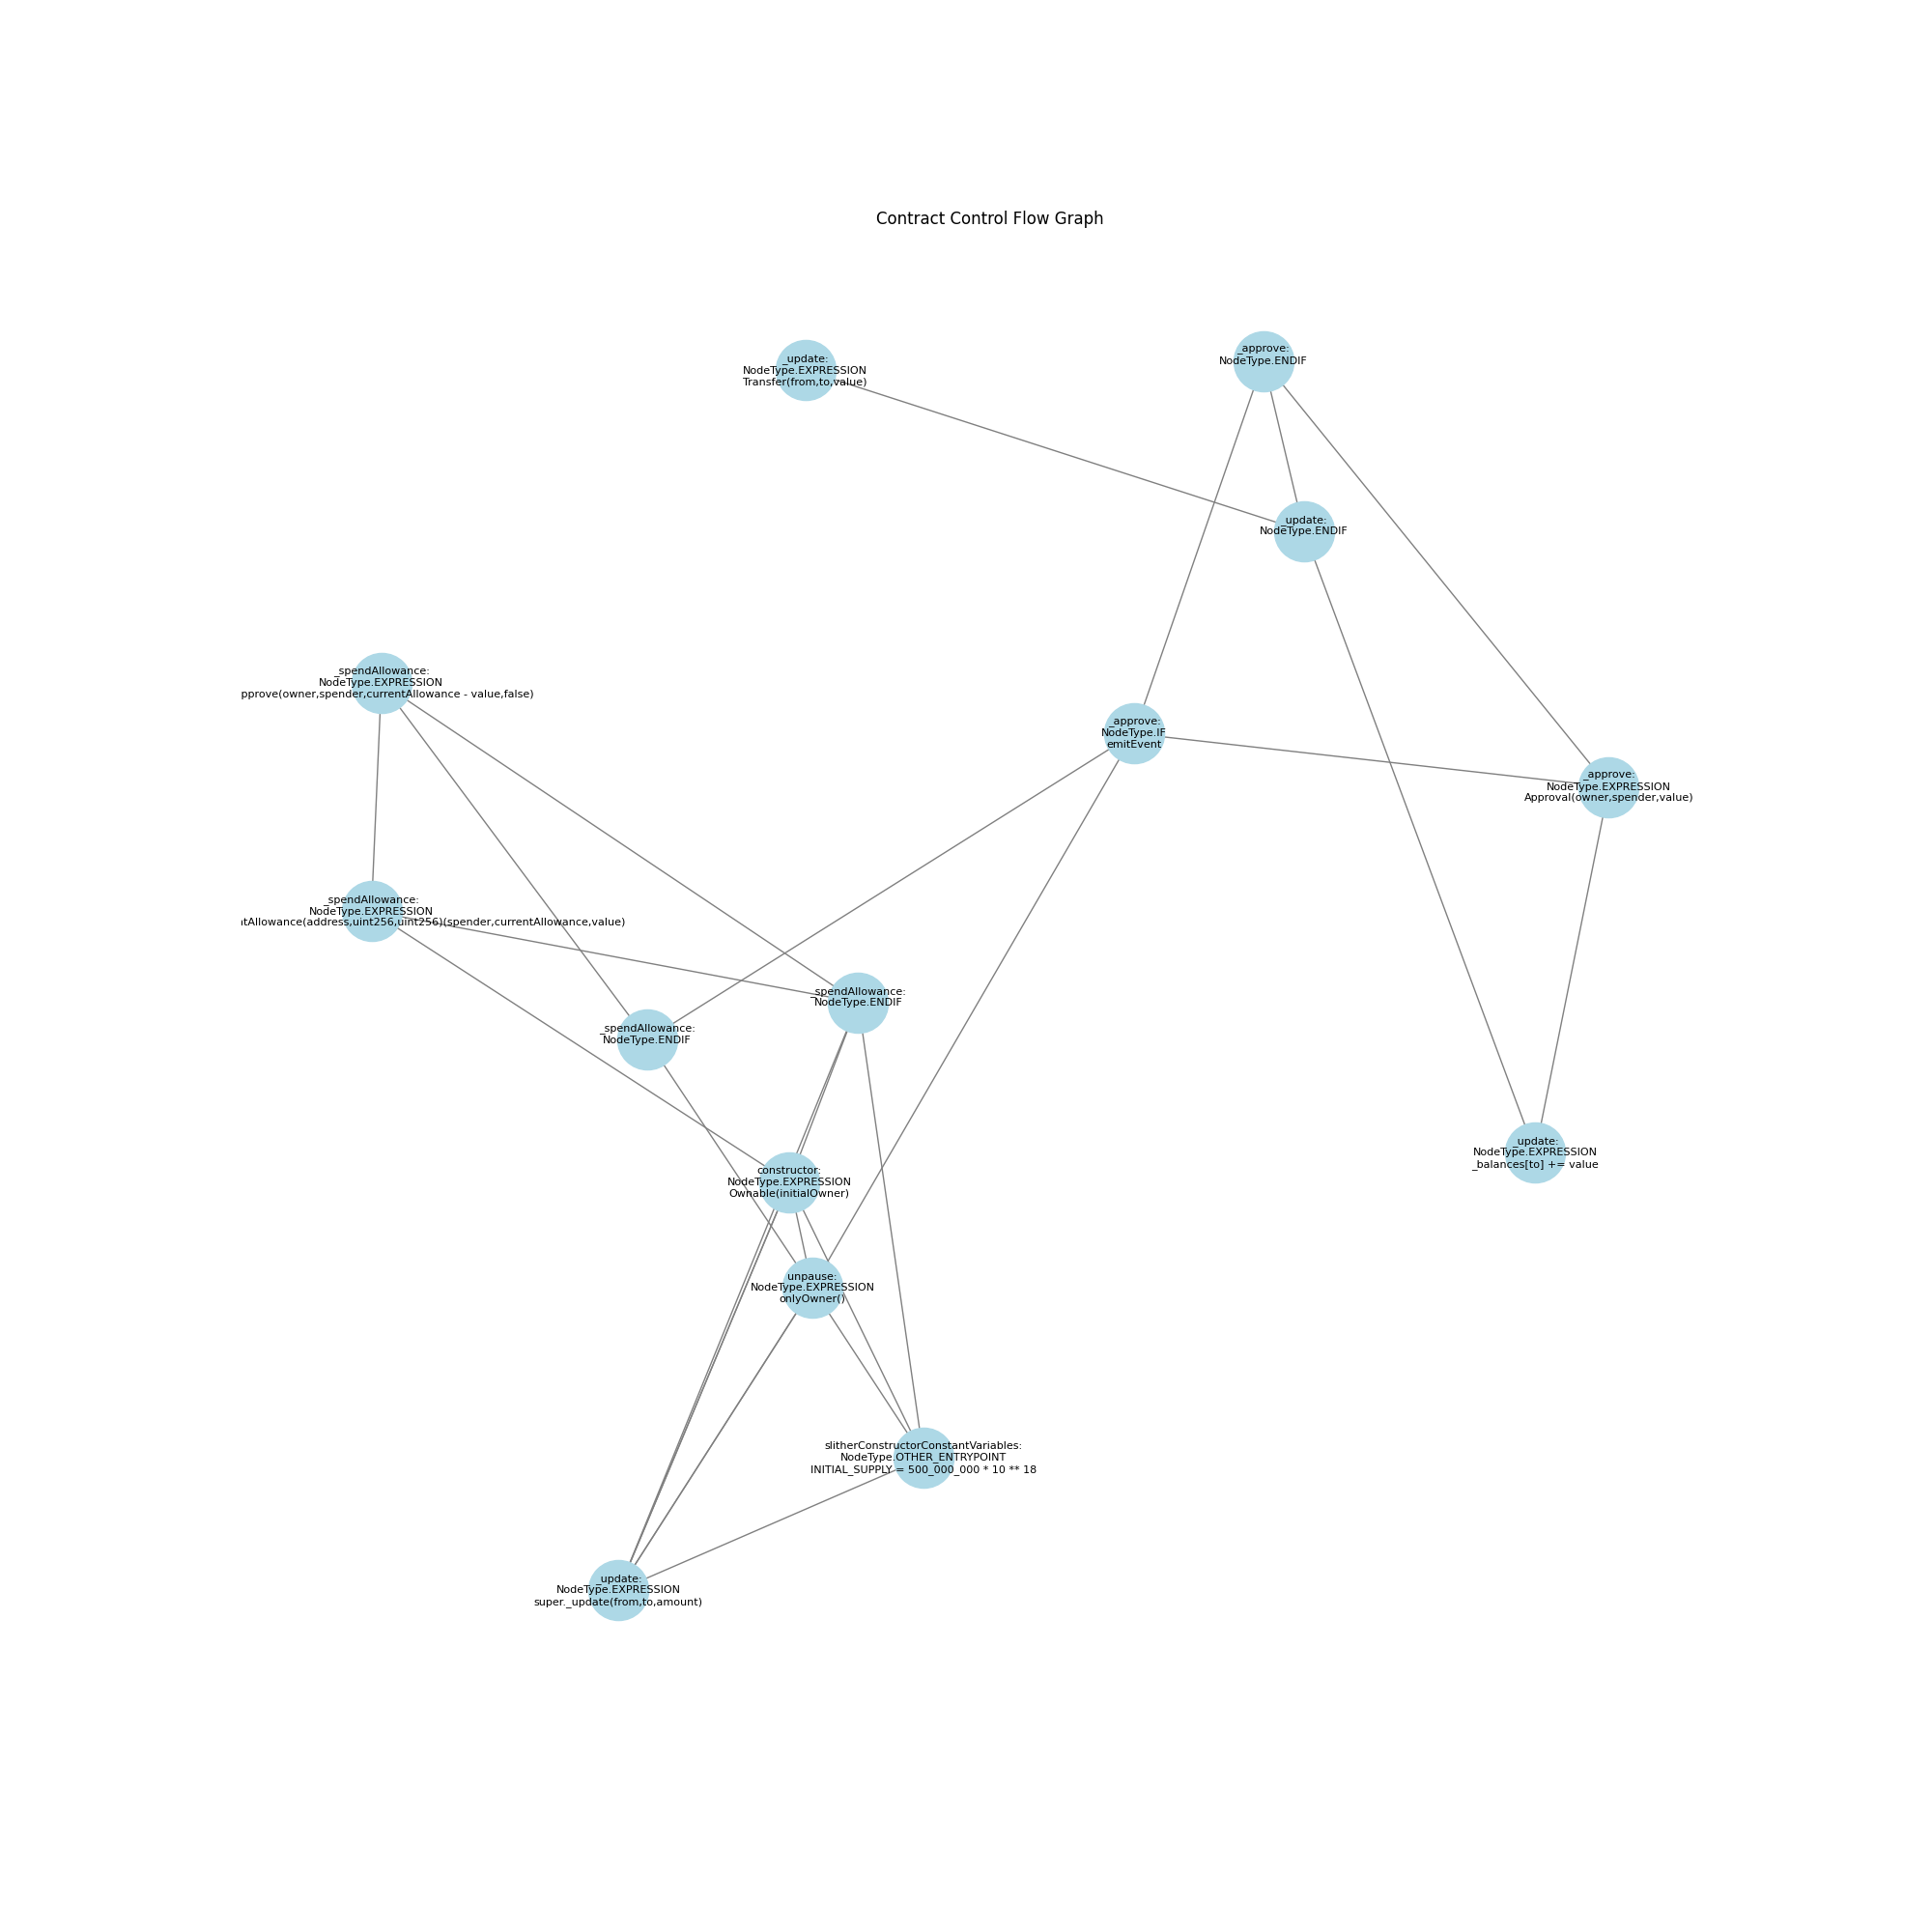 Contract Control Flow Graph
_approve:
NodeType.ENDIF
_update:
NodeType.EXPRESSION
Transfer(from,to,value)
_update:
NodeType.ENDIF
_spendAllowance:
NodeType.EXPRESSION
pprove(owner,spender,currentAllowance - value,false)
_approve:
NodeType.IF
emitEvent
_approve:
NodeType.EXPRESSION
Approval(owner,spender,value)
_spendAllowance:
NodeType.EXPRESSION
ntAllowance(address,uint256,uint256)(spender,currentAllowance,value)
_spendAllowance:
NodeType.ENDIF
_spendAllowance:
NodeType.ENDIF
_update:
NodeType.EXPRESSION
_balances[to] += value
constructor:
NodeType.EXPRESSION
Ownable(initialOwner)
unpause:
NodeType.EXPRESSION
onlyOwner()
slitherConstructorConstantVariables:
NodeType.OTHER_ENTRYPOINT
INITIAL_SUPPLY = 500_000_000 * 10 ** 18
_update:
NodeType.EXPRESSION
super._update(from,to,amount)